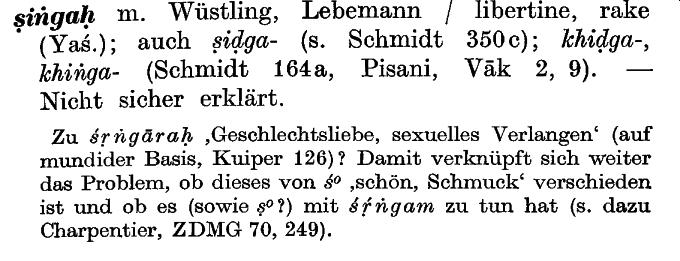 ṣiṅgaḥ m. Wüstling, Lebemann / libertine, rake
(Yaś.); auch ṣiḍga- (s. Schmidt 350c); khiḍga-,
khiṅga- (Schmidt 164a, Pisani, Vāk 2, 9). —
Nicht sicher erklärt.
Zu śṛṅgāraḥ ‚Geschlechtsliebe, sexuelles Verlangen‘ (auf
mundider Basis, Kuiper 126)? Damit verknüpft sich weiter
das Problem, ob dieses von ś⁰ ‚schön, Schmuck‘ verschieden
ist und ob es (sowie ṣ⁰?) mit śṛ́ṅgam zu tun hat (s. dazu
Charpentier, ZDMG 70, 249).